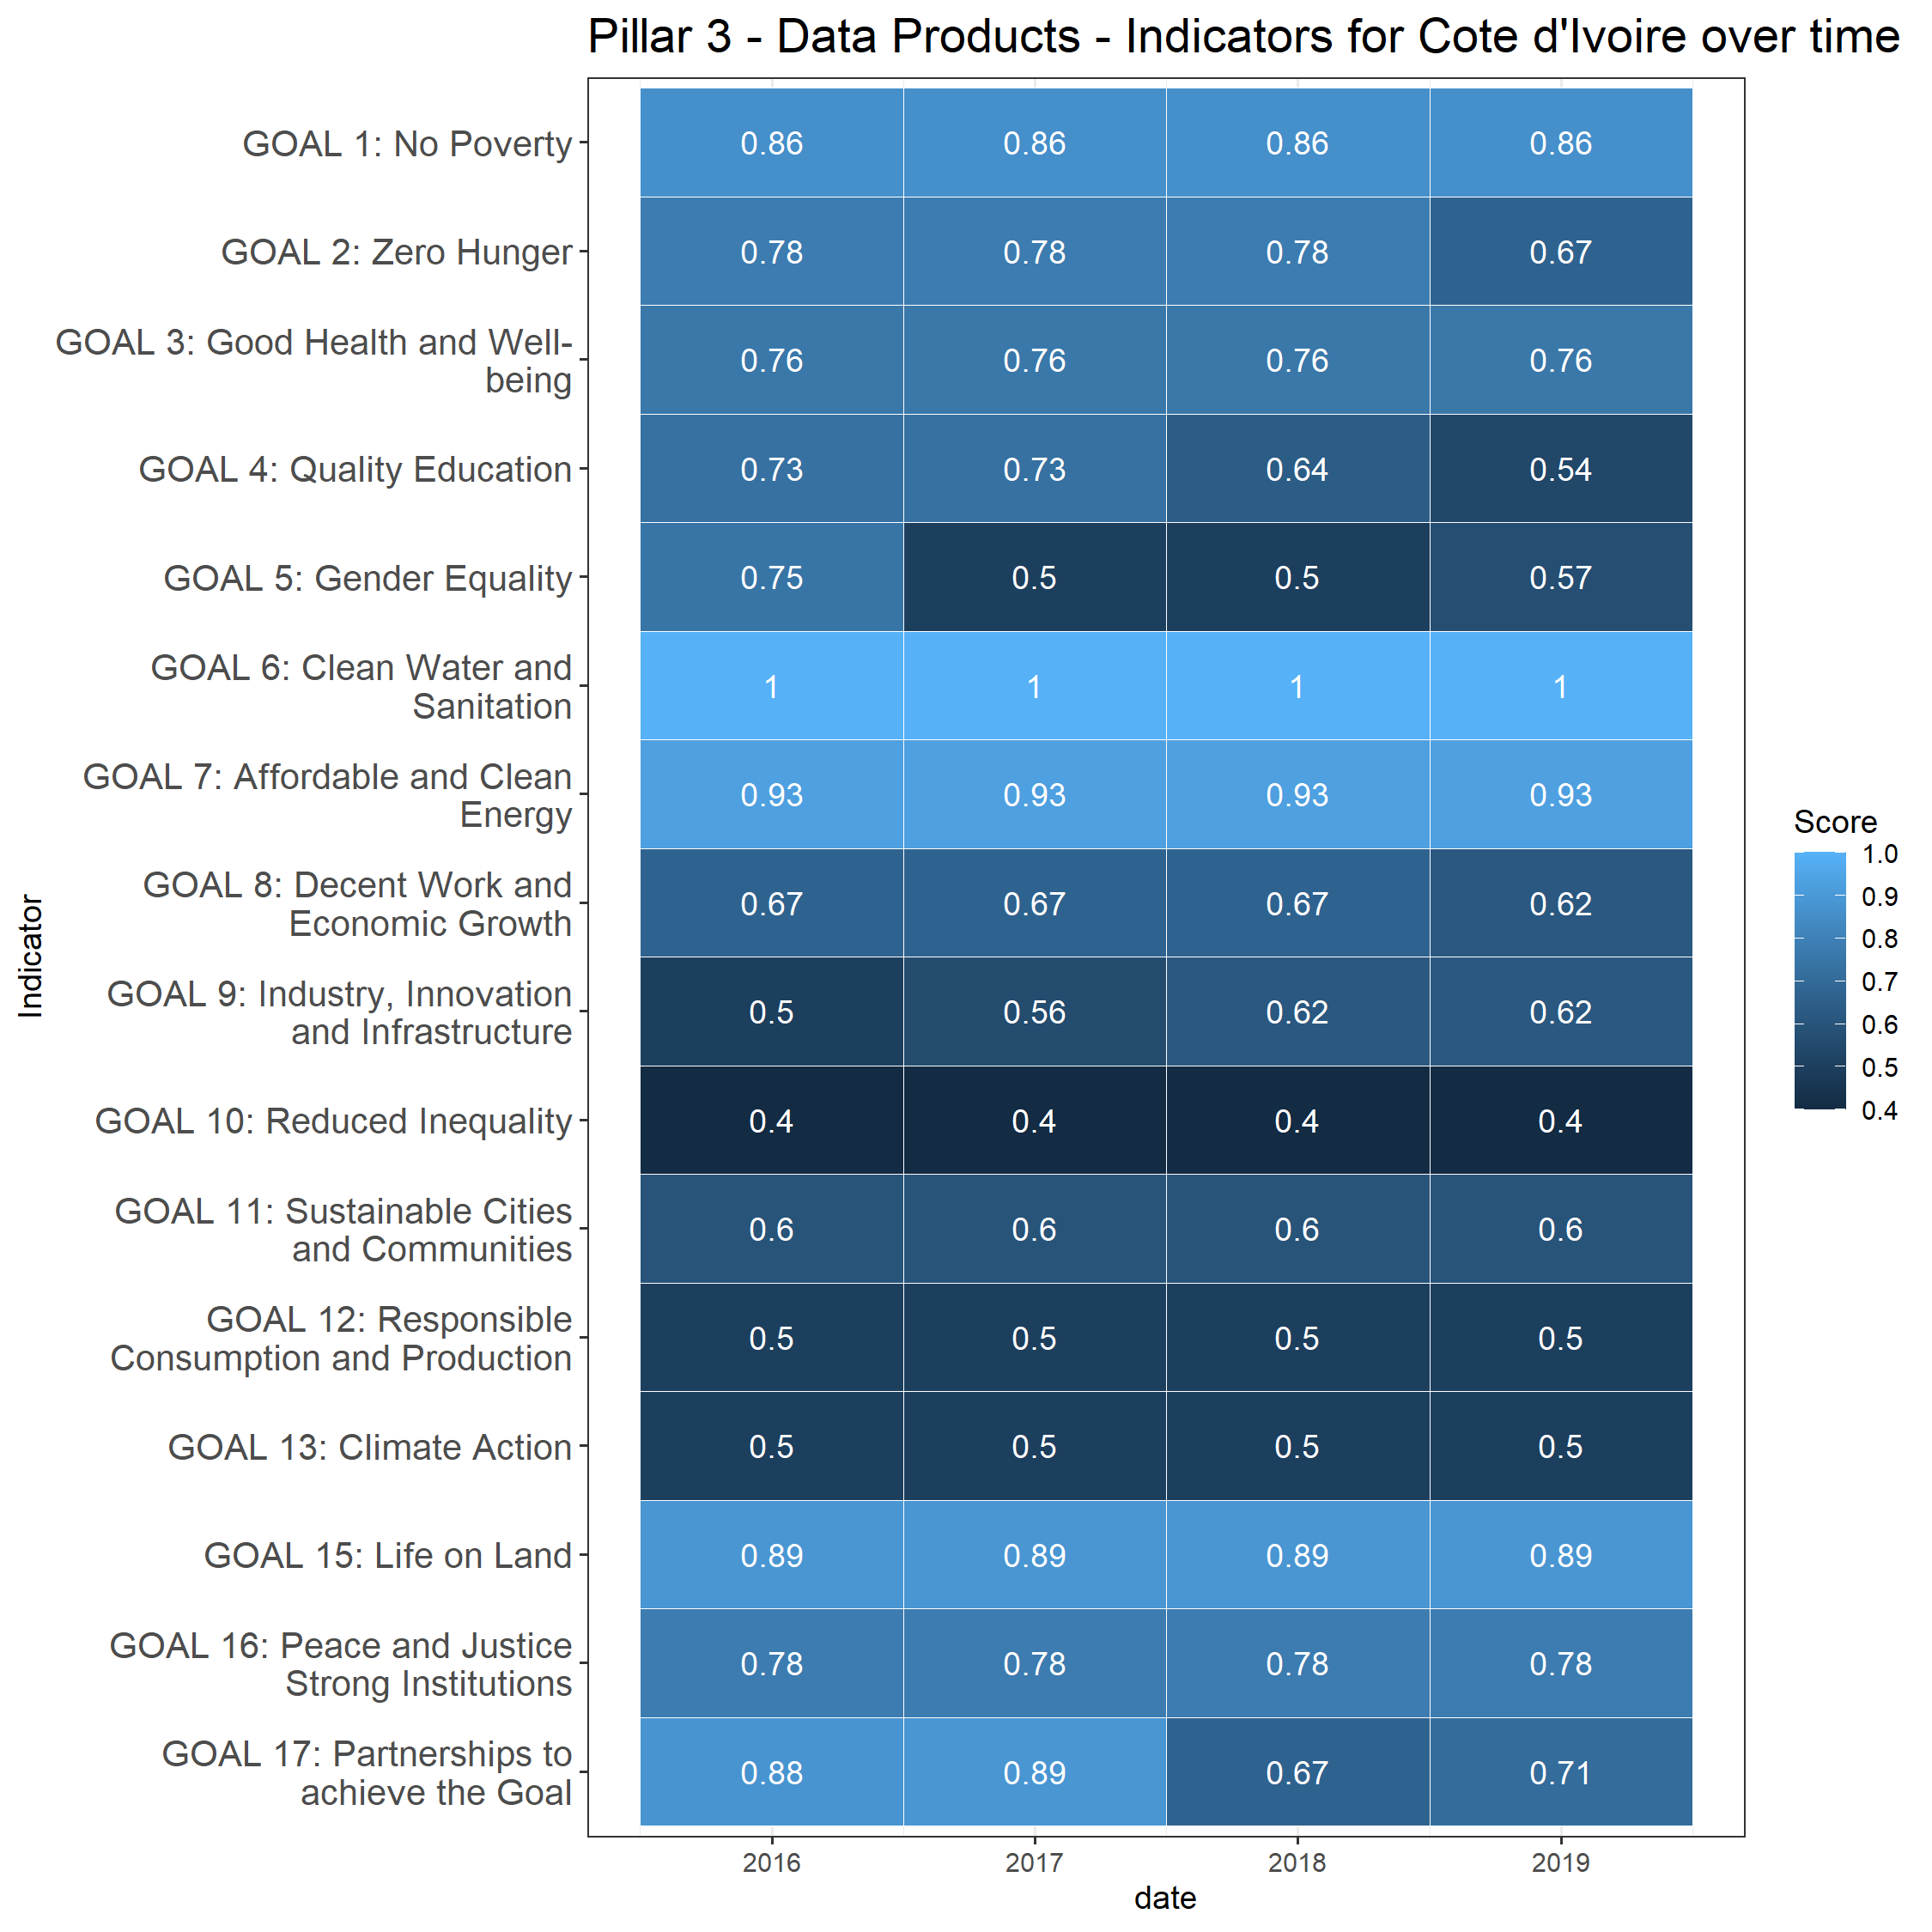 Pillar 3 - Data Products - Indicators for Cote d'Ivoire over time
GOAL 1: No Poverty
0.86 0.86 0.86 0.86
GOAL 2: Zero Hunger
0.78 0.78 0.78 0.67
GOAL 3: Good Health and Well-
being
0.76 0.76 0.76 0.76
GOAL 4: Quality Education
0.73 0.73 0.64 0.54
GOAL 5: Gender Equality
0.75 0.5 0.5 0.57
GOAL 6: Clean Water and
Sanitation
1 1 1 1
GOAL 7: Affordable and Clean
Energy
0.93 0.93 0.93 0.93
GOAL 8: Decent Work and
Economic Growth
0.67 0.67 0.67 0.62
GOAL 9: Industry, Innovation
and Infrastructure
0.5 0.56 0.62 0.62
GOAL 10: Reduced Inequality
0.4 0.4 0.4 0.4
GOAL 11: Sustainable Cities
and Communities
0.6 0.6 0.6 0.6
GOAL 12: Responsible
Consumption and Production
0.5 0.5 0.5 0.5
GOAL 13: Climate Action
0.5 0.5 0.5 0.5
GOAL 15: Life on Land
0.89 0.89 0.89 0.89
GOAL 16: Peace and Justice
Strong Institutions
0.78 0.78 0.78 0.78
GOAL 17: Partnerships to
achieve the Goal
0.88 0.89 0.67 0.71
2016 2017 2018 2019
date
Indicator
Score
1.0
0.9
0.8
0.7
0.6
0.5
0.4